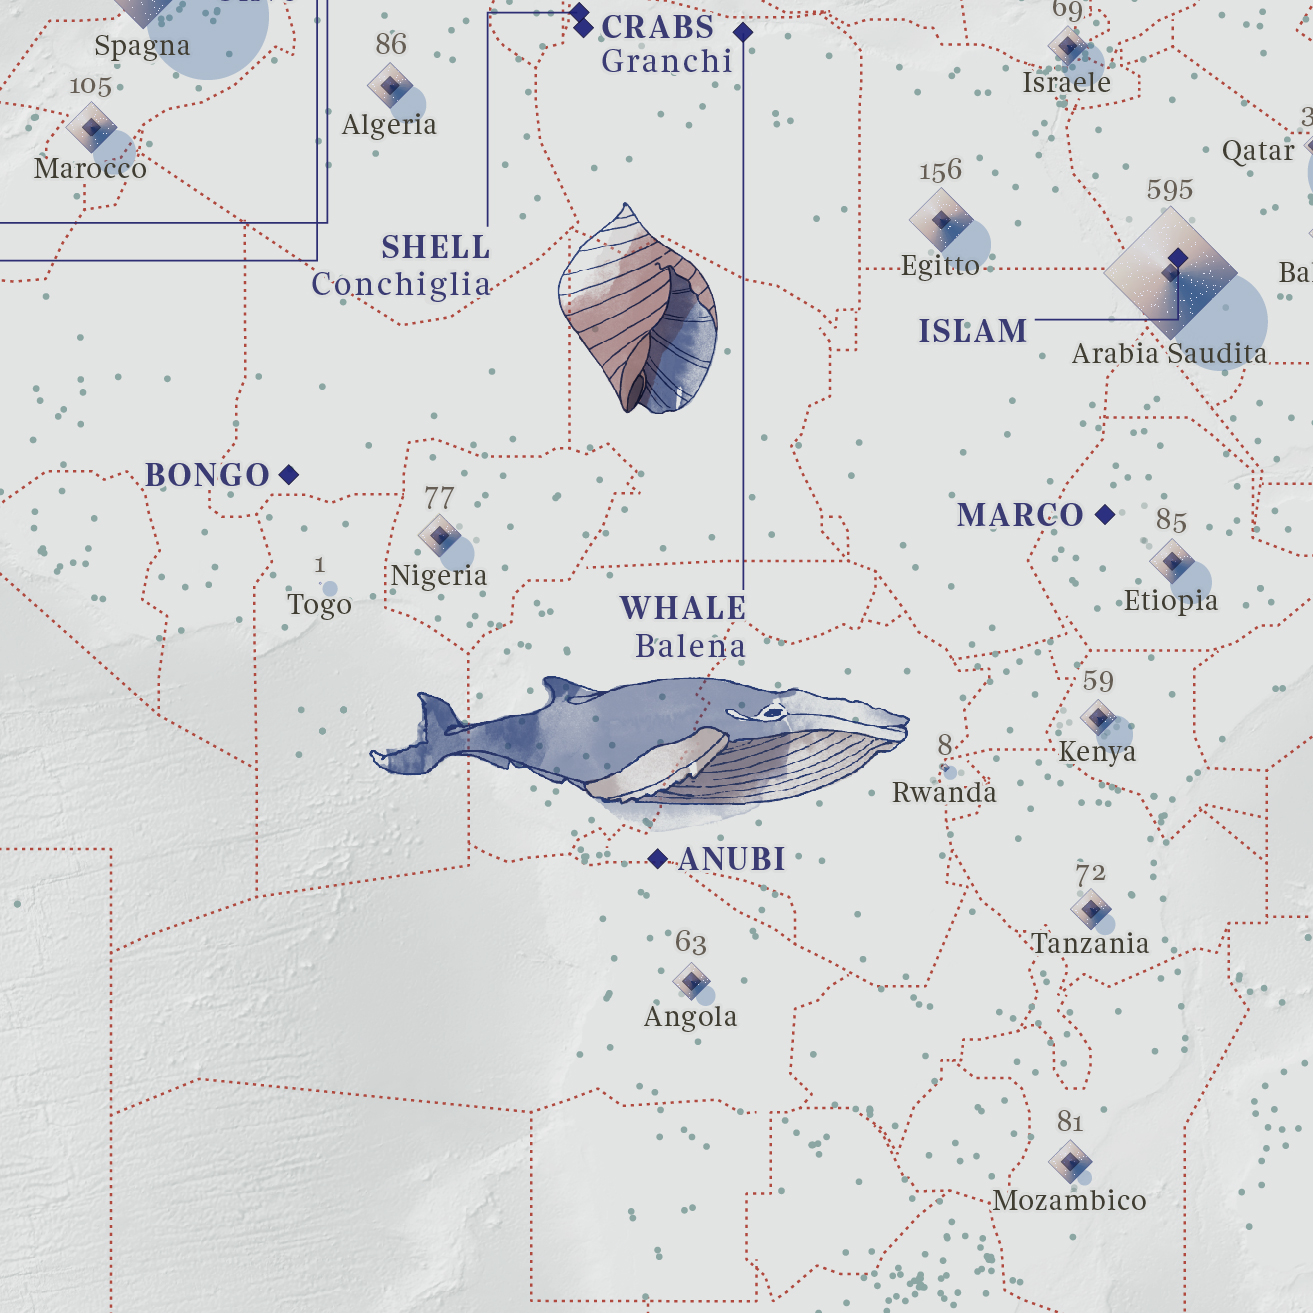 Spagna
105
Marocco
86
Algeria
CRABS
Granchi
69
Israele
Qatar
156
Egitto
595
Arabia Saudita
SHELL
Conchiglia
ISLAM
BONGO
77
Nigeria
1
Togo
MARCO
85
Etiopia
WHALE
Balena
59
Kenya
8
Rwanda
ANUBI
72
Tanzania
63
Angola
81
Mozambico